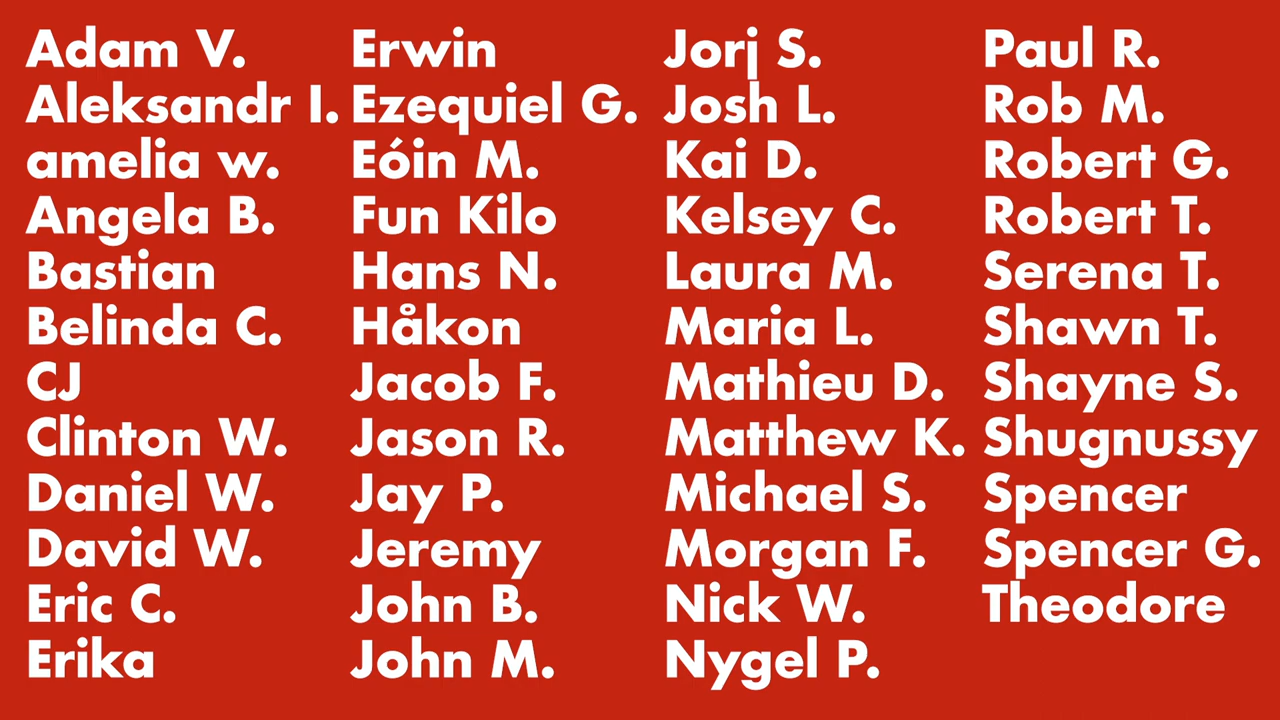 Adam V.
Aleksandr I.
amelia w.
Angela B.
Bastian
Belinda C.
CJ
Clinton W.
Daniel W.
David W.
Eric C.
Erika
Erwin
Ezequiel G.
Eóin M.
Fun Kilo
Hans N.
Håkon
Jacob F.
Jason R.
Jay P.
Jeremy
John B.
John M.
Jorj S.
Josh L.
Kai D.
Kelsey C.
Laura M.
Maria L.
Mathieu D.
Matthew K.
Michael S.
Morgan F.
Nick W.
Nygel P.
Paul R.
Rob M.
Robert G.
Robert T.
Serena T.
Shawn T.
Shayne S.
Shugnussy
Spencer
Spencer G.
Theodore